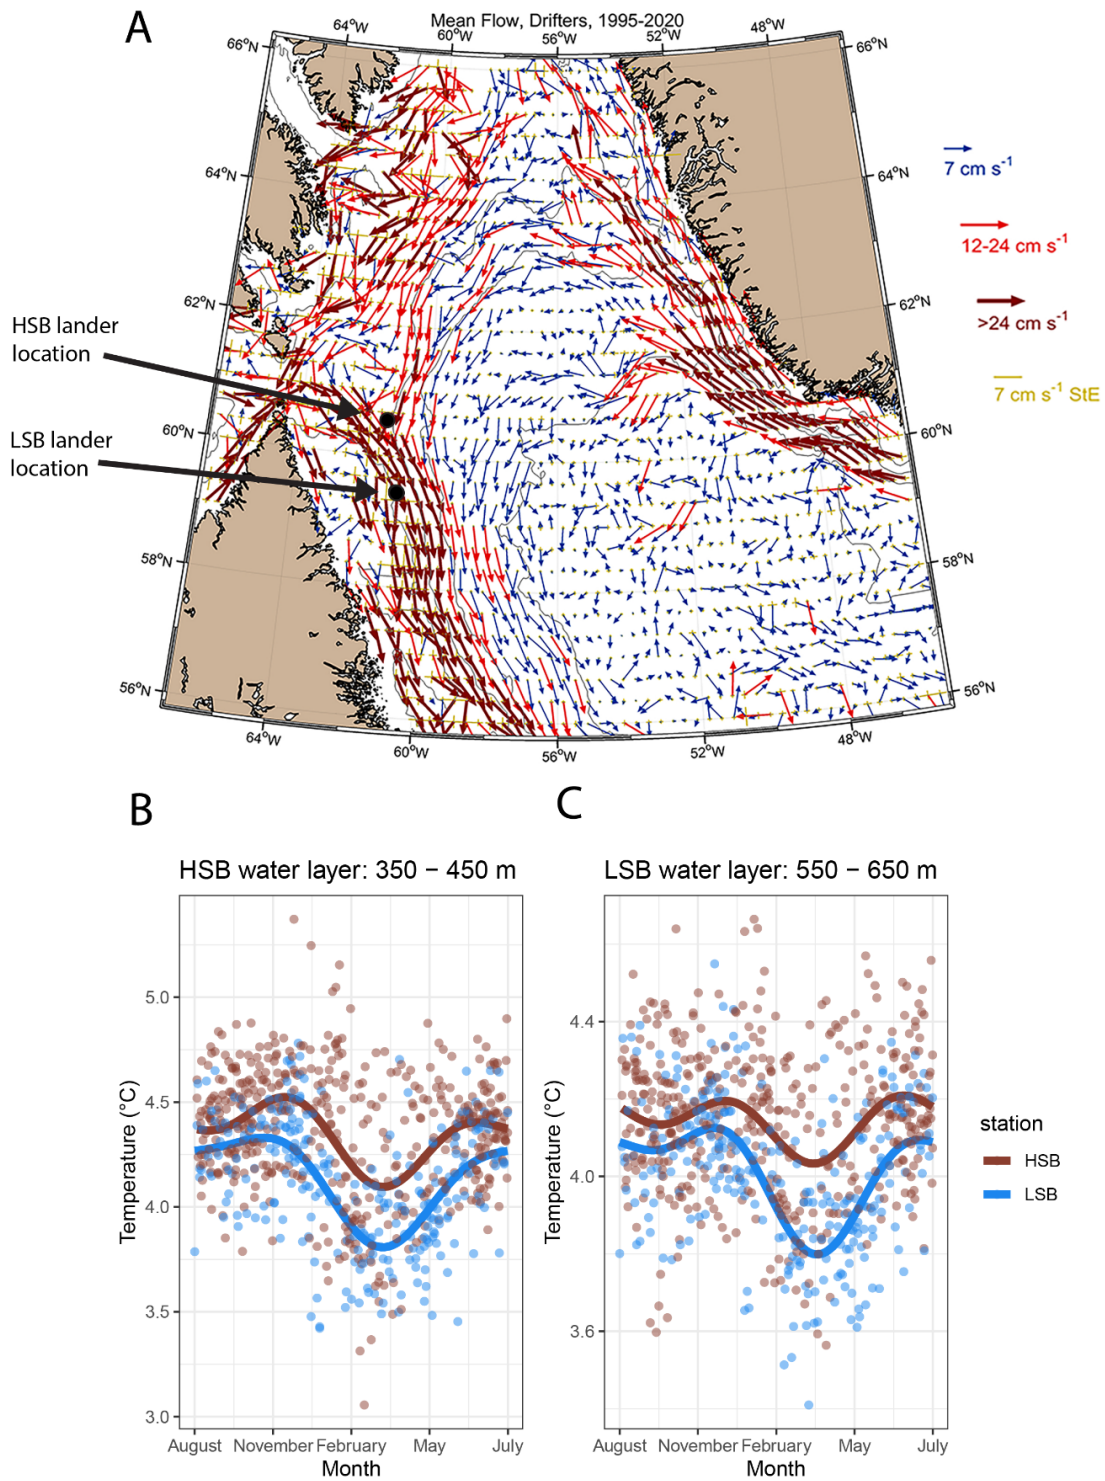 A
Mean Flow, Drifters, 1995-2020
64°W
60°W
56°W
52°W
48°W
66°N
66°N
64°N
64°N
62°N
62°N
60°N
60°N
58°N
58°N
56°N
56°N
64°W
60°W
56°W
52°W
48°W
7 cm s⁻¹
12-24 cm s⁻¹
>24 cm s⁻¹
7 cm s⁻¹ StE
HSB lander
location
LSB lander
location
B
HSB water layer: 350 − 450 m
Temperature (°C)
5.0
4.5
4.0
3.5
3.0
August
November
February
May
July
Month
C
LSB water layer: 550 − 650 m
Temperature (°C)
4.4
4.0
3.6
August
November
February
May
July
Month
station
HSB
LSB